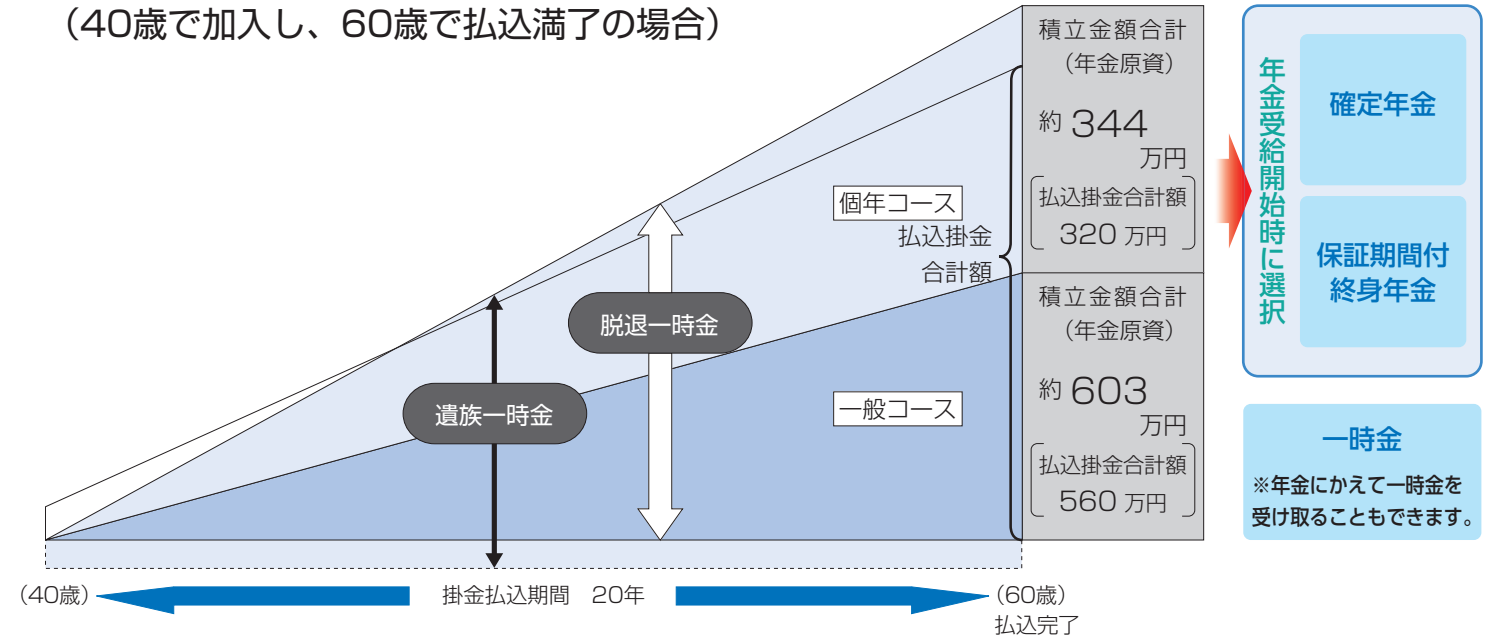 （40歳で加入し、60歳で払込満了の場合）
積立金額合計
（年金原資）
約 344
万円
払込掛金合計額
320 万円
個年コース
払込掛金
合計額
積立金額合計
（年金原資）
約 603
万円
払込掛金合計額
560 万円
一般コース
脱退一時金
遺族一時金
年金受給開始時に選択
確定年金
保証期間付
終身年金
一時金
※年金にかえて一時金を
受け取ることもできます。
（40歳）
掛金払込期間　20年
（60歳）
払込完了